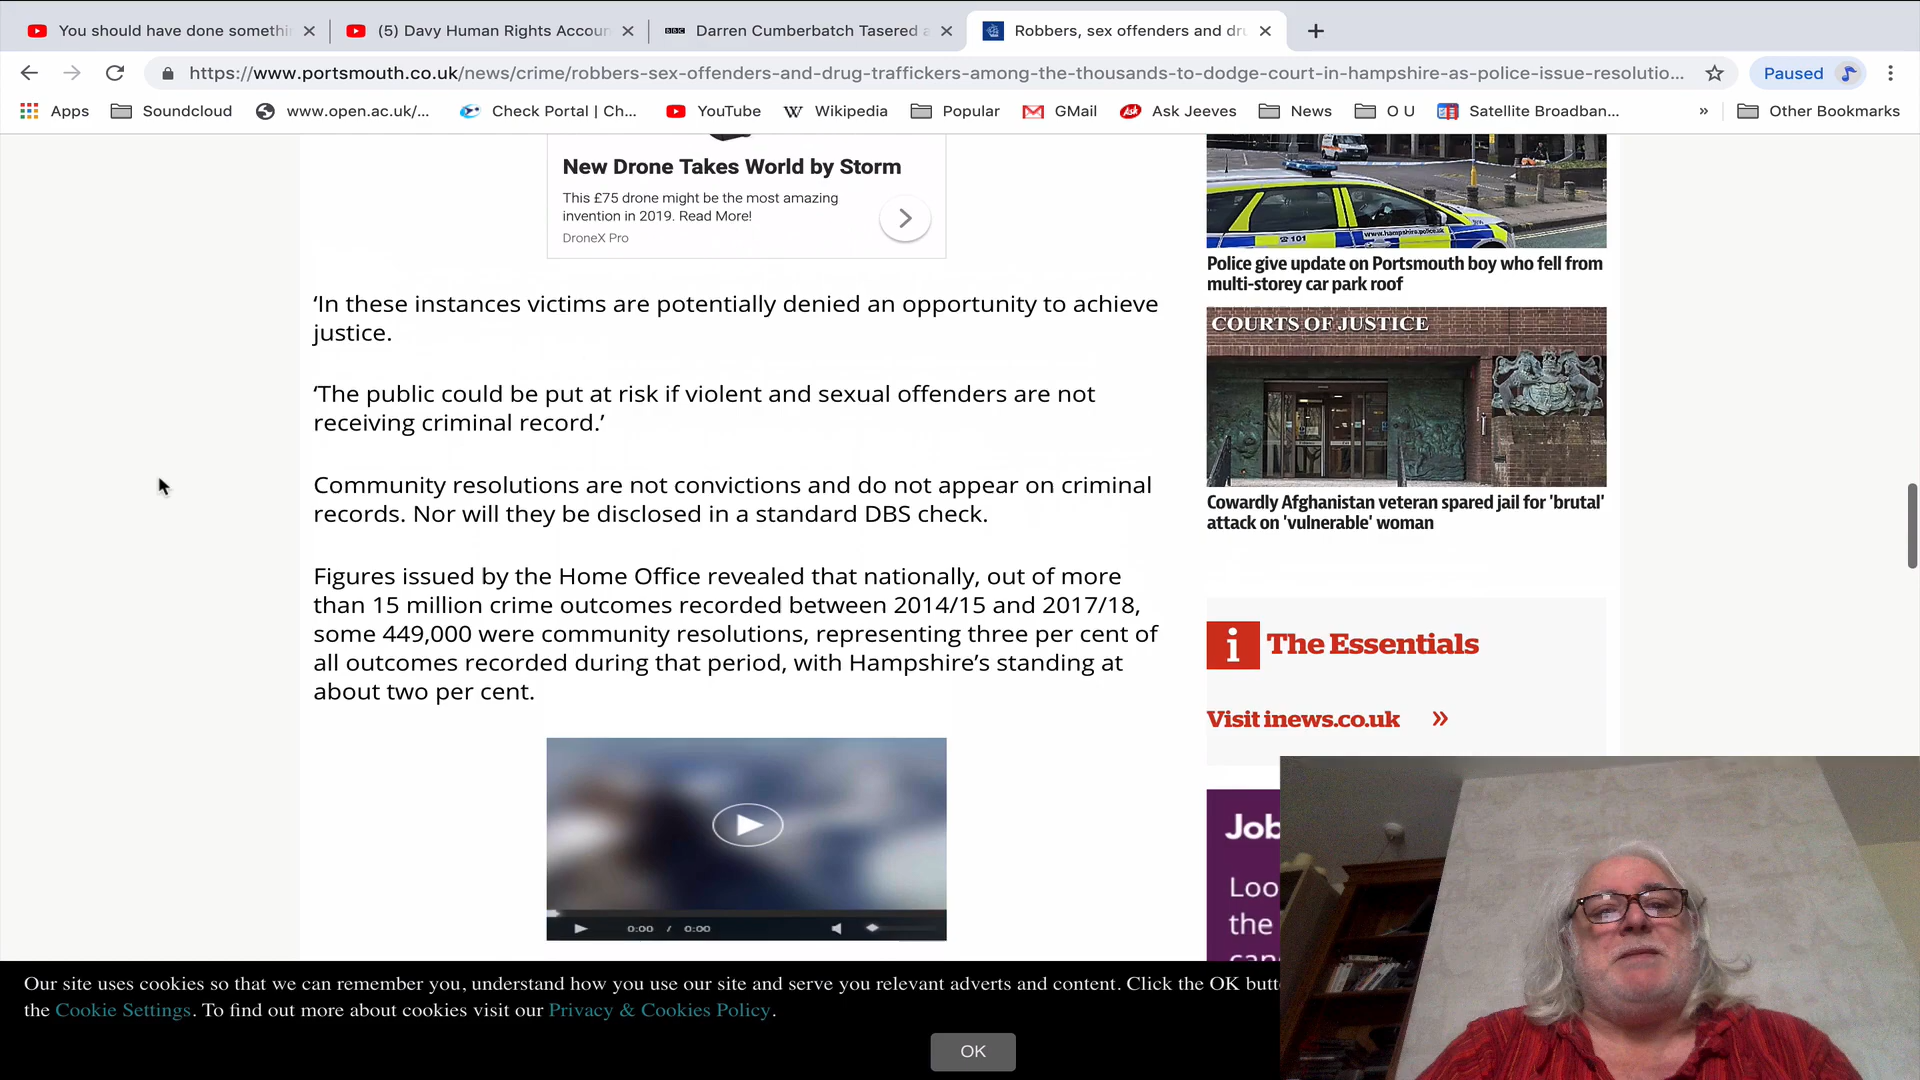 You should have done somethi
(5) Davy Human Rights Accoun
BBC
Darren Cumberbatch Tasered a
Robbers, sex offenders and dru
https://www.portsmouth.co.uk/news/crime/robbers-sex-offenders-and-drug-traffickers-among-the-thousands-to-dodge-court-in-hampshire-as-police-issue-resolutio...
Paused
Apps
Soundcloud
www.open.ac.uk/...
Check Portal | Ch...
YouTube
W
Wikipedia
Popular
GMail
Ask
Ask Jeeves
News
O U
Satellite Broadban...
»
Other Bookmarks
New Drone Takes World by Storm
This £75 drone might be the most amazing
invention in 2019. Read More!
DroneX Pro
‘In these instances victims are potentially denied an opportunity to achieve
justice.
‘The public could be put at risk if violent and sexual offenders are not
receiving criminal record.’
Community resolutions are not convictions and do not appear on criminal
records. Nor will they be disclosed in a standard DBS check.
Figures issued by the Home Office revealed that nationally, out of more
than 15 million crime outcomes recorded between 2014/15 and 2017/18,
some 449,000 were community resolutions, representing three per cent of
all outcomes recorded during that period, with Hampshire’s standing at
about two per cent.
0:00 / 0:00
101
www.hampshire.police.uk
Police give update on Portsmouth boy who fell from
multi-storey car park roof
COURTS OF JUSTICE
Cowardly Afghanistan veteran spared jail for 'brutal'
attack on 'vulnerable' woman
i The Essentials
Visit inews.co.uk »
Job
Loo
the
Our site uses cookies so that we can remember you, understand how you use our site and serve you relevant adverts and content. Click the OK butt
the Cookie Settings. To find out more about cookies visit our Privacy & Cookies Policy.
OK